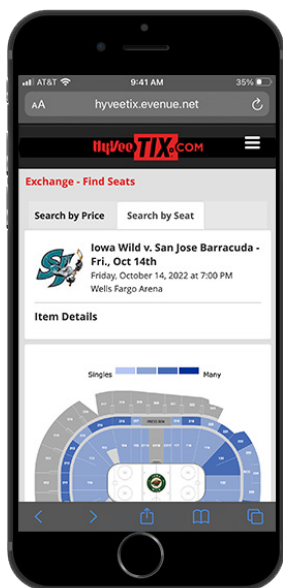 AT&T 9:41 AM 35%
AA hyveetix.evenue.net
HyVee TIX.COM
Exchange - Find Seats
Search by Price Search by Seat
Iowa Wild v. San Jose Barracuda -
Fri., Oct 14th
Friday, October 14, 2022 at 7:00 PM
Wells Fargo Arena
Item Details
Singles Many